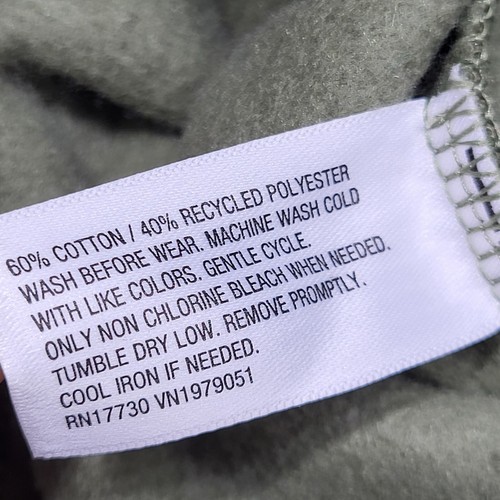 60% COTTON / 40% RECYCLED POLYESTER
WASH BEFORE WEAR. MACHINE WASH COLD
WITH LIKE COLORS. GENTLE CYCLE.
ONLY NON CHLORINE BLEACH WHEN NEEDED.
TUMBLE DRY LOW. REMOVE PROMPTLY.
COOL IRON IF NEEDED.
RN17730 VN1979051